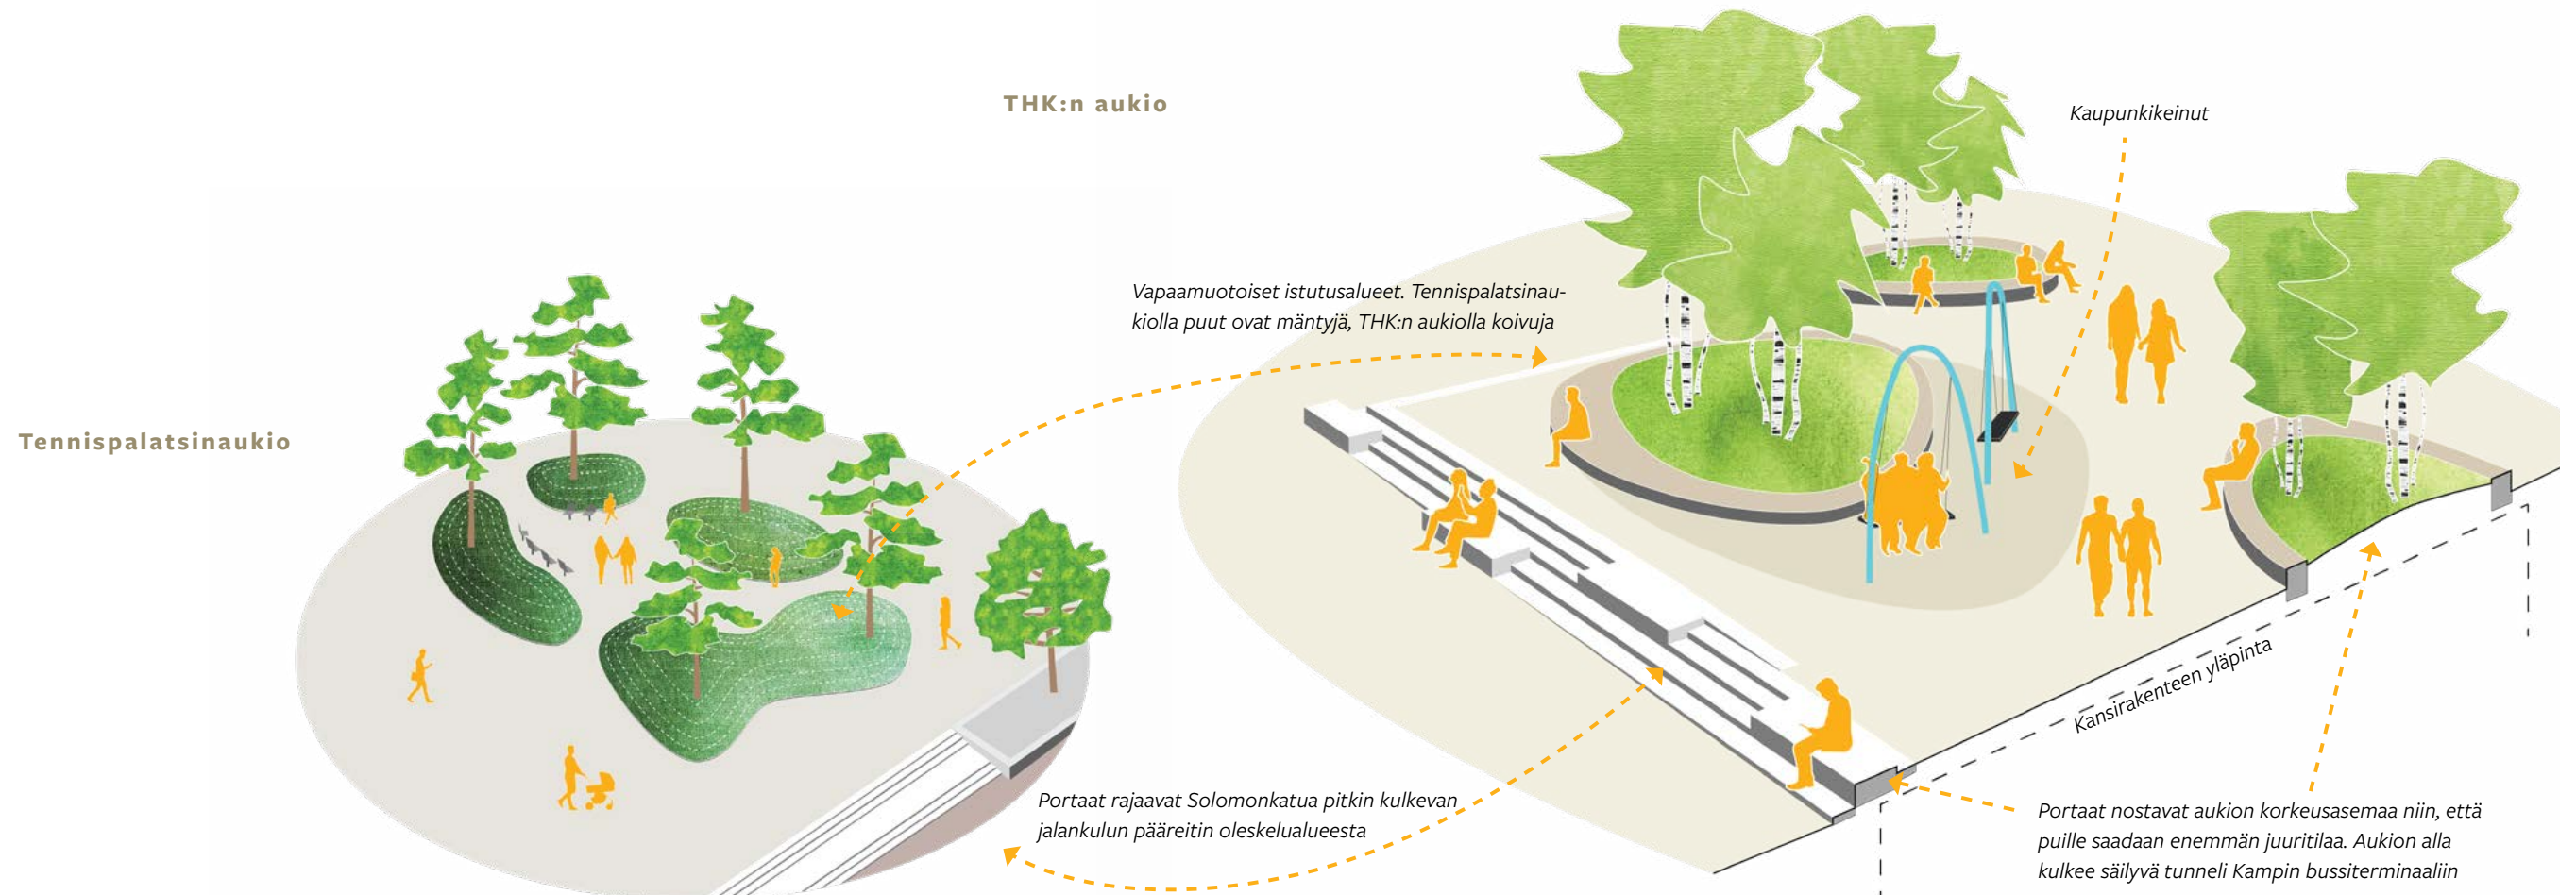 THK:n aukio
Kaupunkikeinut
Vapaamuotoiset istutusalueet. Tennispalatsinau-
kiolla puut ovat mäntyjä, THK:n aukiolla koivuja
Tennispalatsinaukio
Kansirakenteen yläpinta
Portaat rajaavat Solomonkatua pitkin kulkevan
jalankulun pääreitin oleskelualueesta
Portaat nostavat aukion korkeusasemaa niin, että
puille saadaan enemmän juuritilaa. Aukion alla
kulkee säilyvä tunneli Kampin bussiterminaaliin